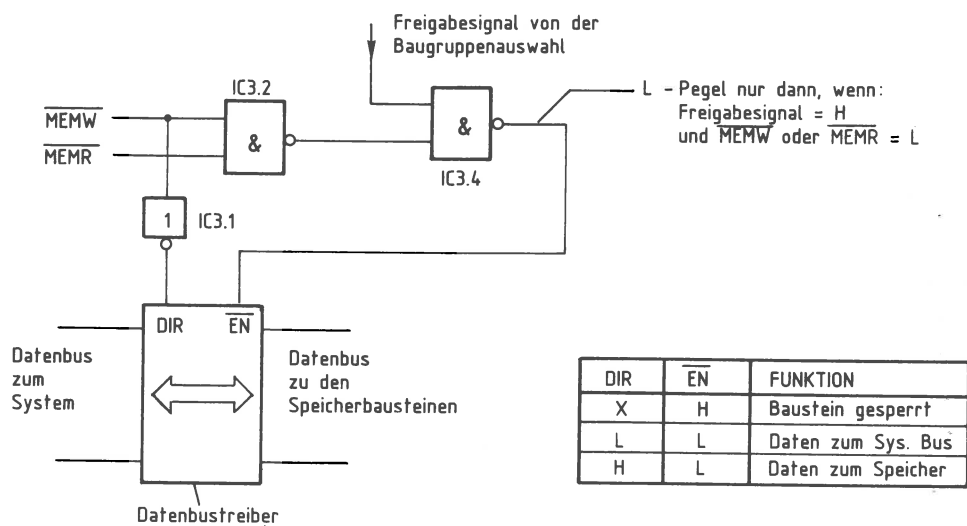 Freigabesignal von der
Baugruppenauswahl
IC3.2
MEMW
MEMR
&
&
IC3.4
L - Pegel nur dann, wenn:
Freigabesignal = H
und MEMW oder MEMR = L
1
IC3.1
DIR EN
Datenbus
zum
System
Datenbus
zu den
Speicherbausteinen
Datenbustreiber
DIR EN FUNKTION
X H Baustein gesperrt
L L Daten zum Sys. Bus
H L Daten zum Speicher